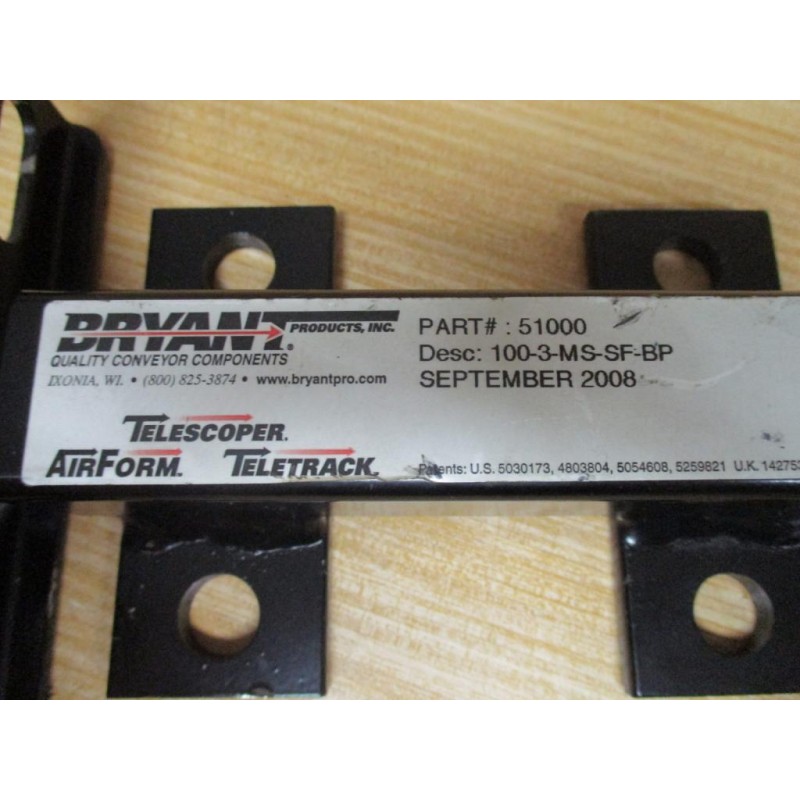 BRYANT® PRODUCTS, INC.
QUALITY CONVEYOR COMPONENTS
IXONIA, WI. • (800) 825-3874 • www.bryantpro.com
TELESCOPER.
AIRFORM. TELETRACK.
PART# : 51000
Desc: 100-3-MS-SF-BP
SEPTEMBER 2008
Patents: U.S. 5030173, 4803804, 5054608, 5259821 U.K.